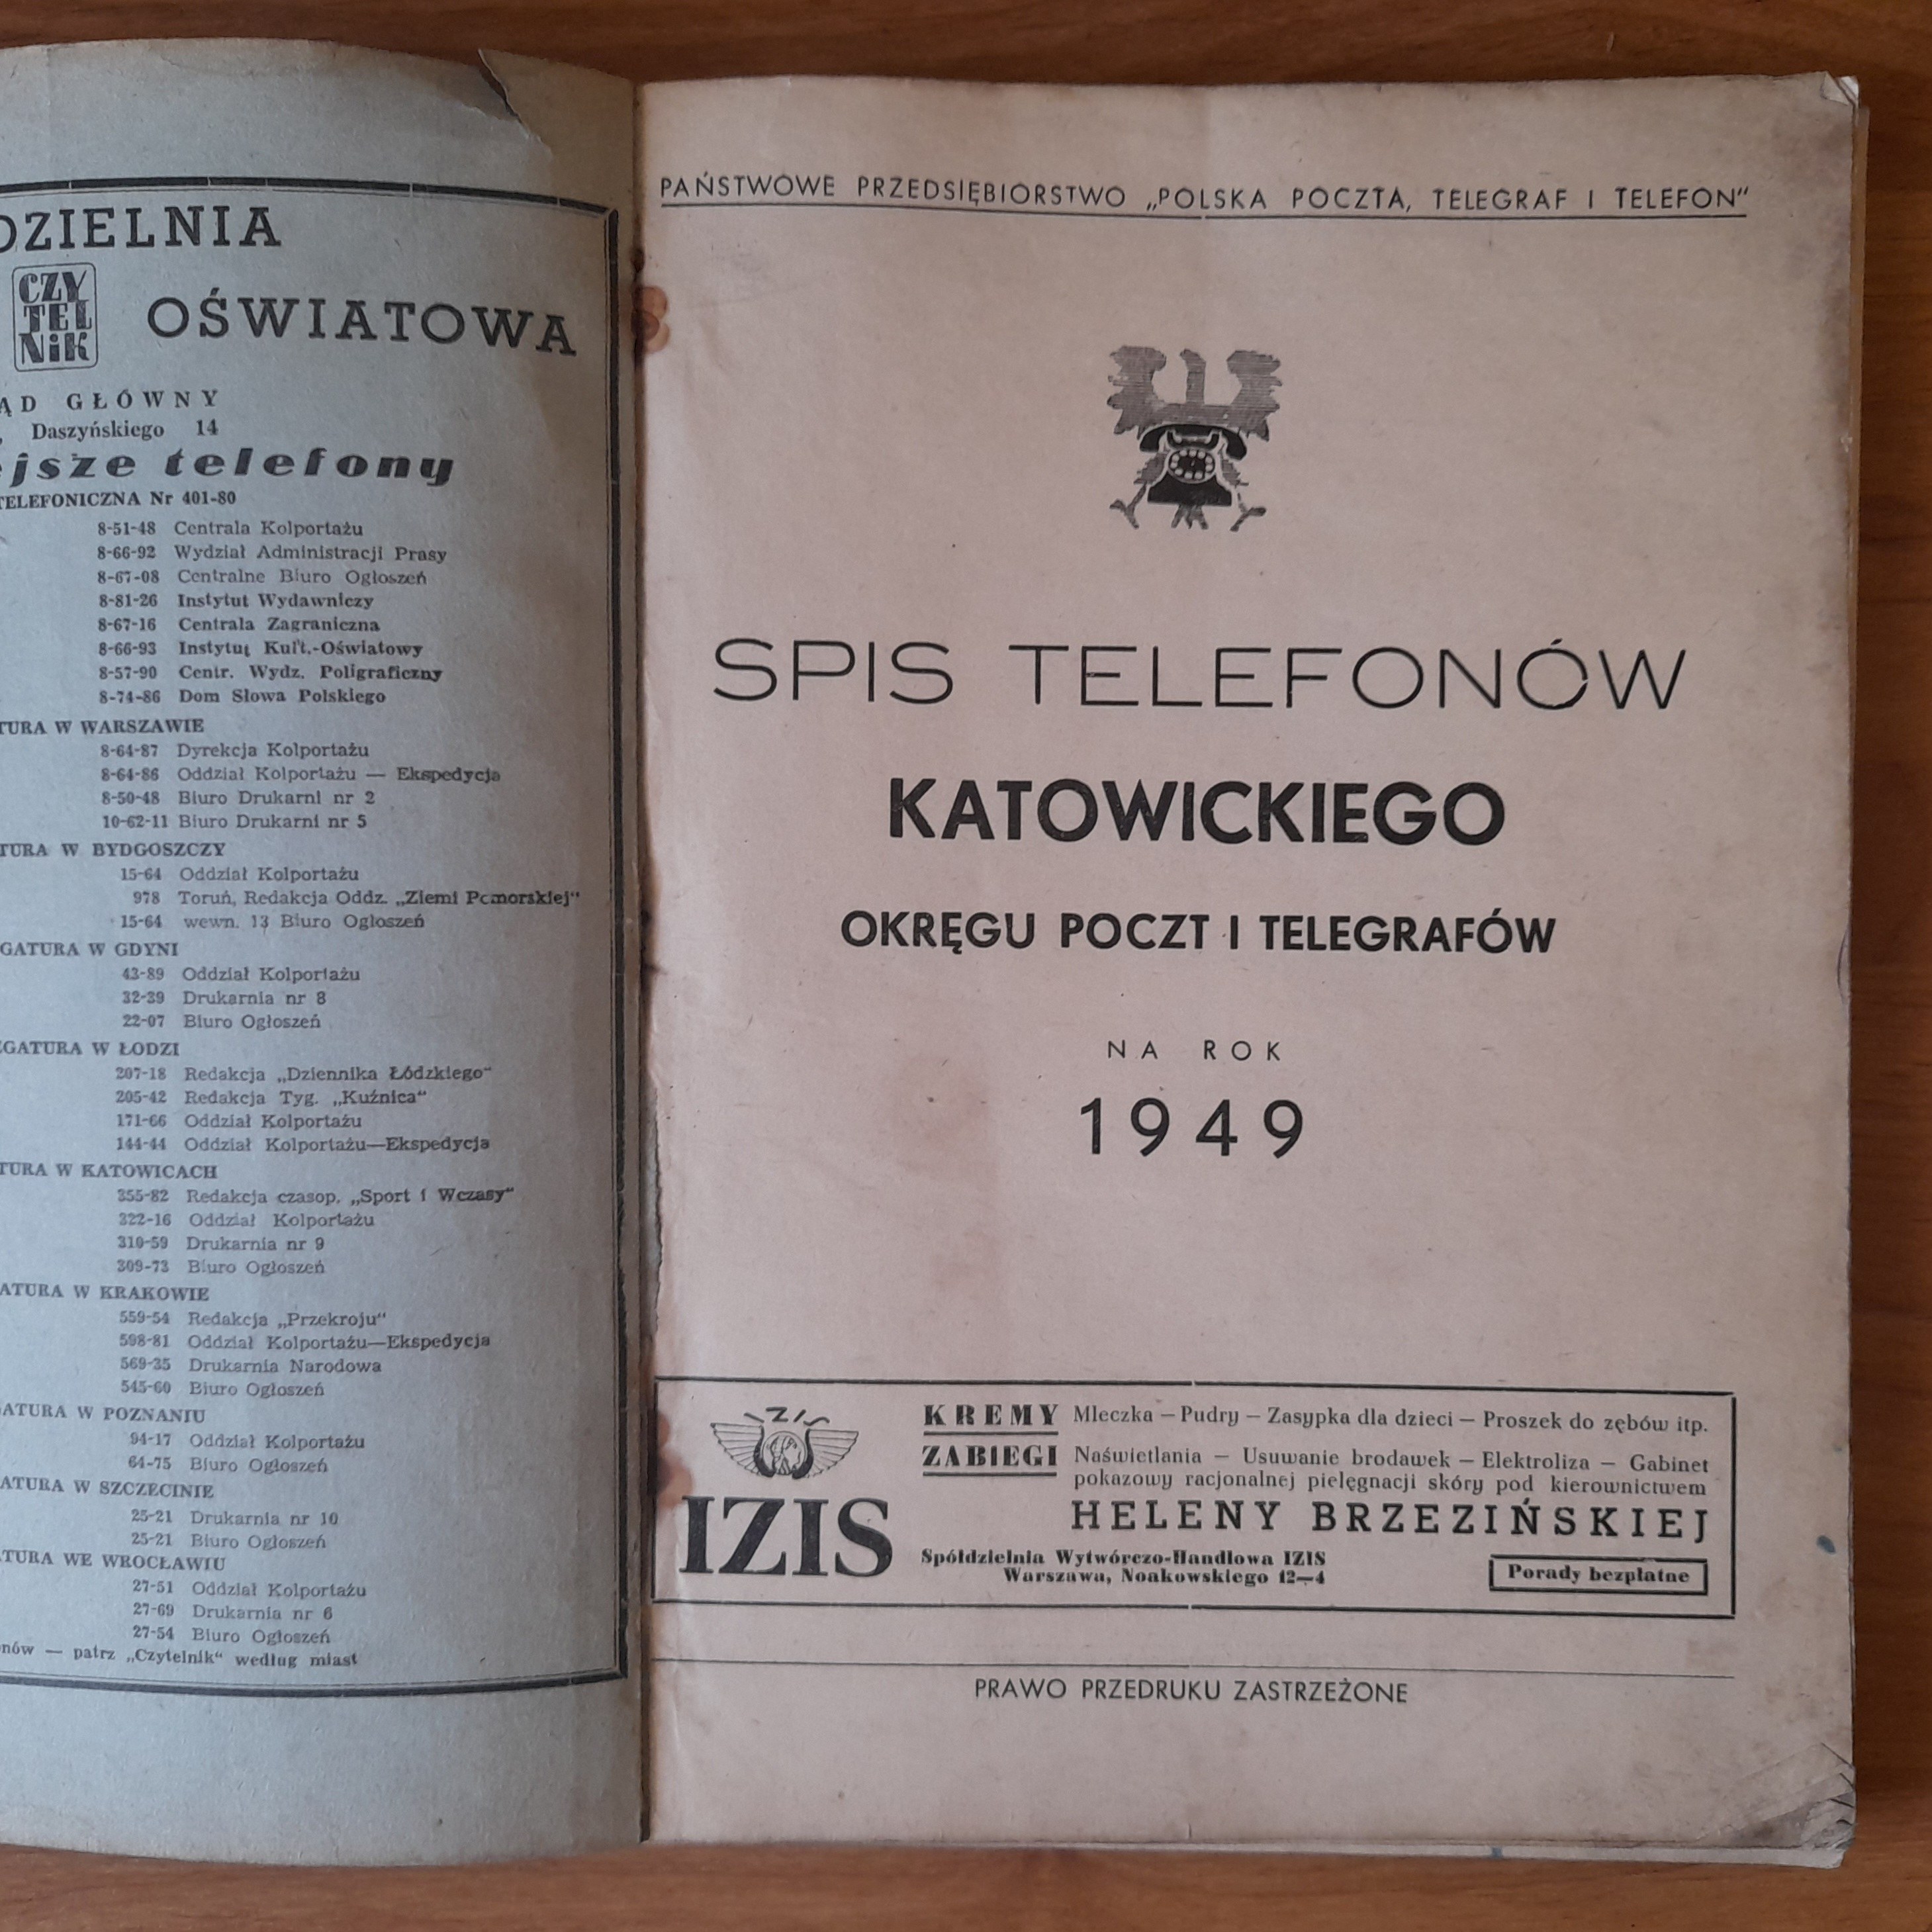 DZIELNIA
CZY
TEL
NiK
OŚWIATOWA
ĄD GŁÓWNY
, Daszyńskiego 14
jsze telefony
TELEFONICZNA Nr 401-80
8-51-48 Centrala Kolportażu
8-66-92 Wydział Administracji Prasy
8-67-08 Centralne Biuro Ogłoszeń
8-81-26 Instytut Wydawniczy
8-67-16 Centrala Zagraniczna
8-66-93 Instytut Kult.-Oświatowy
8-57-90 Centr. Wydz. Poligraficzny
8-74-86 Dom Słowa Polskiego
TURA W WARSZAWIE
8-64-87 Dyrekcja Kolportażu
8-64-86 Oddział Kolportażu — Ekspedycja
8-50-48 Biuro Drukarni nr 2
10-62-11 Biuro Drukarni nr 5
TURA W BYDGOSZCZY
15-64 Oddział Kolportażu
978 Toruń, Redakcja Oddz. „Ziemi Pomorskiej"
15-64 wewn. 13 Biuro Ogłoszeń
GATURA W GDYNI
43-89 Oddział Kolportażu
32-39 Drukarnia nr 8
22-07 Biuro Ogłoszeń
EGATURA W ŁODZI
207-18 Redakcja „Dziennika Łódzkiego"
205-42 Redakcja Tyg. „Kuźnica"
171-66 Oddział Kolportażu
144-44 Oddział Kolportażu—Ekspedycja
TURA W KATOWICACH
355-82 Redakcja czasop. „Sport i Wczasy"
322-16 Oddział Kolportażu
310-59 Drukarnia nr 9
309-73 Biuro Ogłoszeń
ATURA W KRAKOWIE
559-54 Redakcja „Przekroju"
598-81 Oddział Kolportażu—Ekspedycja
569-35 Drukarnia Narodowa
545-60 Biuro Ogłoszeń
ATURA W POZNANIU
94-17 Oddział Kolportażu
64-75 Biuro Ogłoszeń
ATURA W SZCZECINIE
25-21 Drukarnia nr 10
25-21 Biuro Ogłoszeń
TURA WE WROCŁAWIU
27-51 Oddział Kolportażu
27-69 Drukarnia nr 6
27-54 Biuro Ogłoszeń
nów — patrz „Czytelnik" według miast
PAŃSTWOWE PRZEDSIĘBIORSTWO „POLSKA POCZTA, TELEGRAF I TELEFON"
SPIS TELEFONÓW
KATOWICKIEGO
OKRĘGU POCZT I TELEGRAFÓW
NA ROK
1949
IZIS
IZIS
KREMY Mleczka — Pudry — Zasypka dla dzieci — Proszek do zębów itp.
ZABIEGI Naświetlania — Usuwanie brodawek — Elektroliza — Gabinet
pokazowy racjonalnej pielęgnacji skóry pod kierownictwem
HELENY BRZEZIŃSKIEJ
Spółdzielnia Wytwórczo-Handlowa IZIS
Warszawa, Noakowskiego 12—4
Porady bezpłatne
PRAWO PRZEDRUKU ZASTRZEŻONE